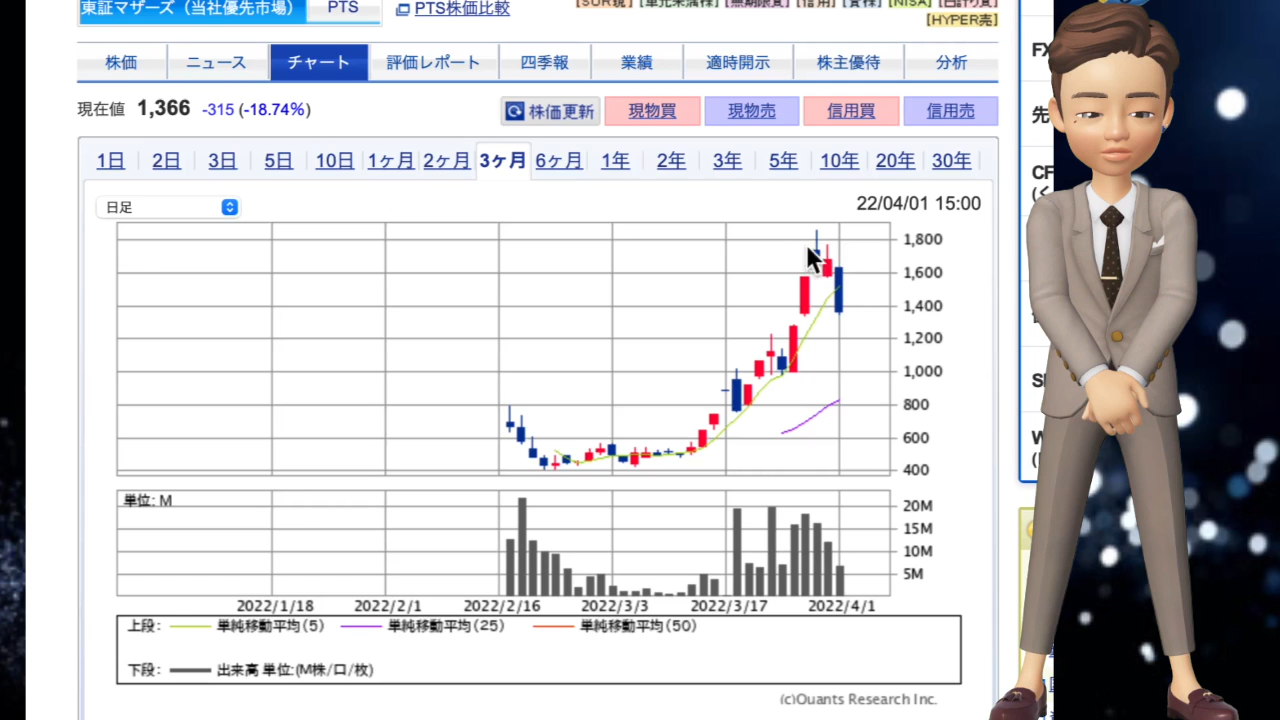 東証マザーズ（当社優先市場） PTS PTS株価比較
[HYPER売]
株価 ニュース チャート 評価レポート 四季報 業績 適時開示 株主優待 分析
現在値 1,366 -315 (-18.74%) 株価更新 現物買 現物売 信用買 信用売
1日 2日 3日 5日 10日 1ヶ月 2ヶ月 3ヶ月 6ヶ月 1年 2年 3年 5年 10年 20年 30年
日足 22/04/01 15:00
1,800
1,600
1,400
1,200
1,000
800
600
400
単位: M
20M
15M
10M
5M
2022/1/18 2022/2/1 2022/2/16 2022/3/3 2022/3/17 2022/4/1
上段: 単純移動平均(5) 単純移動平均(25) 単純移動平均(50)
下段: 出来高 単位:(M株/口/枚)
(c)Quants Research Inc.
FX
先
CF
(く